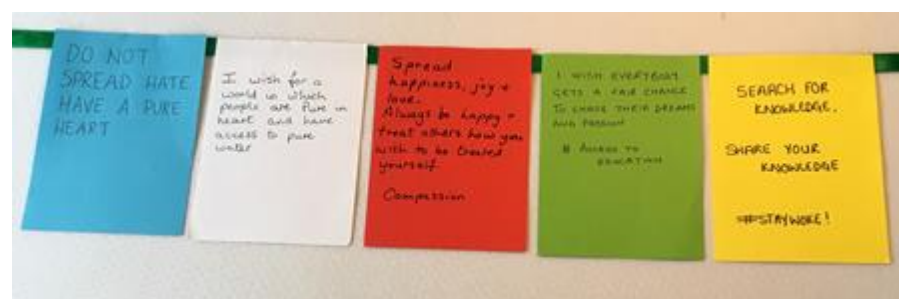 DO NOT
SPREAD HATE
HAVE A PURE
HEART
I wish for a
world in which
people are pure in
heart and have
access to pure
water
Spread
happiness, joy +
love.
Always be happy +
treat others how you
wish to be treated
yourself.
Compassion
I WISH EVERYBODY
GETS A FAIR CHANCE
TO CHASE THEIR DREAMS
AND PASSION
# ACCESS TO
EDUCATION
SEARCH FOR
KNOWLEDGE.
SHARE YOUR
KNOWLEDGE
#STAYWOKE!